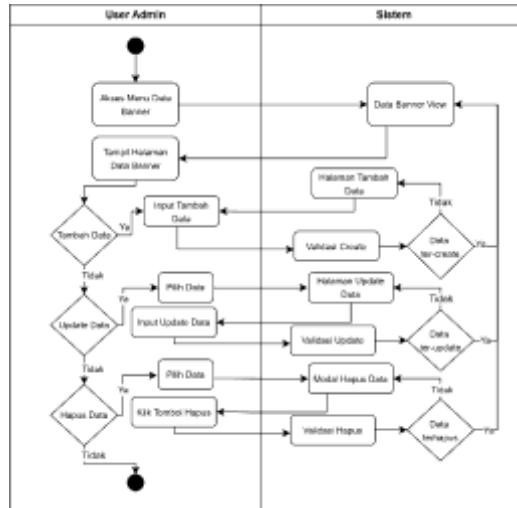 User Admin
Sistem
Akses Menu Data
Banner
Data Banner View
Tampil Halaman
Data Banner
Halaman Tambah
Data
Input Tambah
Data
Tidak
Tambah Data
Ya
Validasi Create
Data
ter-create
Ya
Tidak
Pilih Data
Halaman Update
Data
Ya
Tidak
Update Data
Input Update Data
Validasi Update
Data
ter-update
Ya
Tidak
Pilih Data
Modal Hapus Data
Ya
Tidak
Hapus Data
Klik Tombol Hapus
Validasi Hapus
Data
terhapus
Ya
Tidak